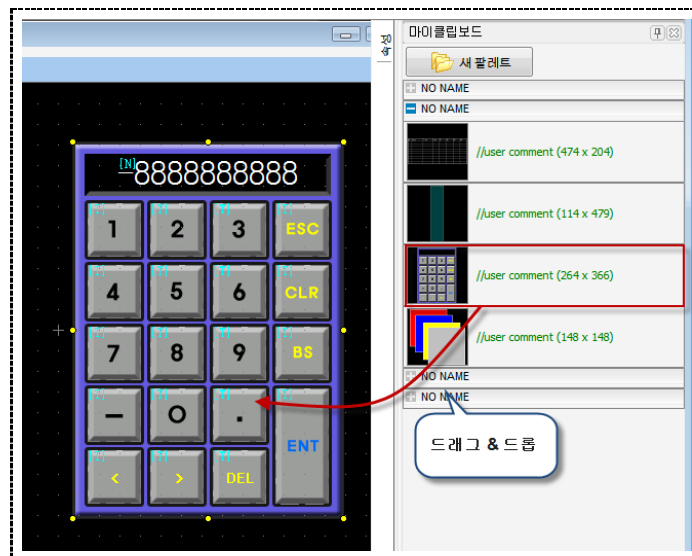 속성
마이클립보드
새 팔레트
NO NAME
NO NAME
//user comment (474 x 204)
//user comment (114 x 479)
//user comment (264 x 366)
//user comment (148 x 148)
NO NAME
NO NAME
드래그 & 드롭
[N]8888888888
1 2 3 ESC
4 5 6 CLR
7 8 9 BS
— 0 . ENT
< > DEL